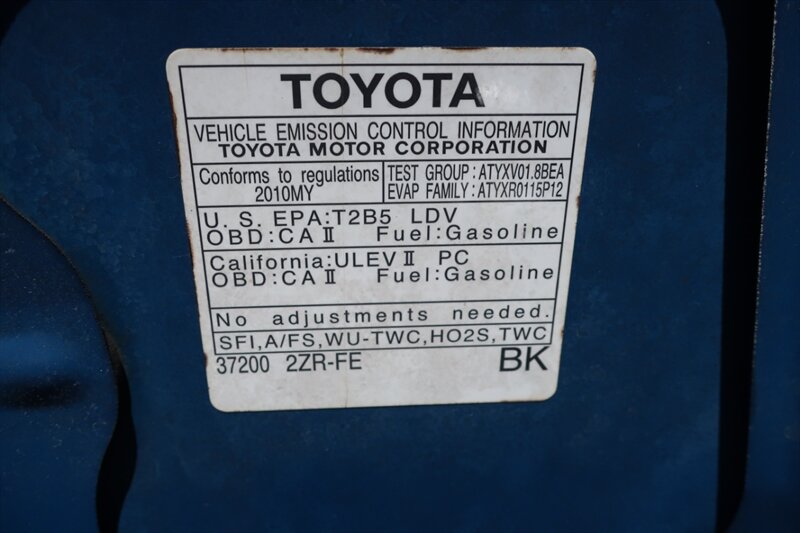 TOYOTA
VEHICLE EMISSION CONTROL INFORMATION
TOYOTA MOTOR CORPORATION
Conforms to regulations
2010MY
TEST GROUP: ATYXV01.8BEA
EVAP FAMILY: ATYXR0115P12
U. S. EPA:T2B5 LDV
OBD:CAⅡ Fuel:Gasoline
California:ULEVⅡ PC
OBD:CAⅡ Fuel:Gasoline
No adjustments needed.
SFI,A/FS,WU-TWC,HO2S,TWC
37200 2ZR-FE BK